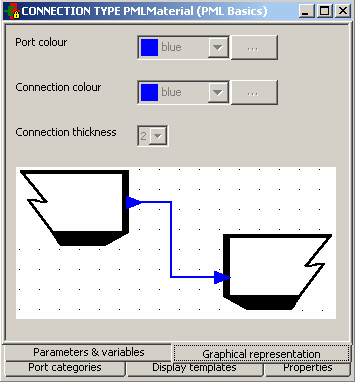 CONNECTION TYPE PMLMaterial (PML Basics)
Port colour
blue
...
Connection colour
blue
...
Connection thickness
2
Parameters & variables
Graphical representation
Port categories
Display templates
Properties